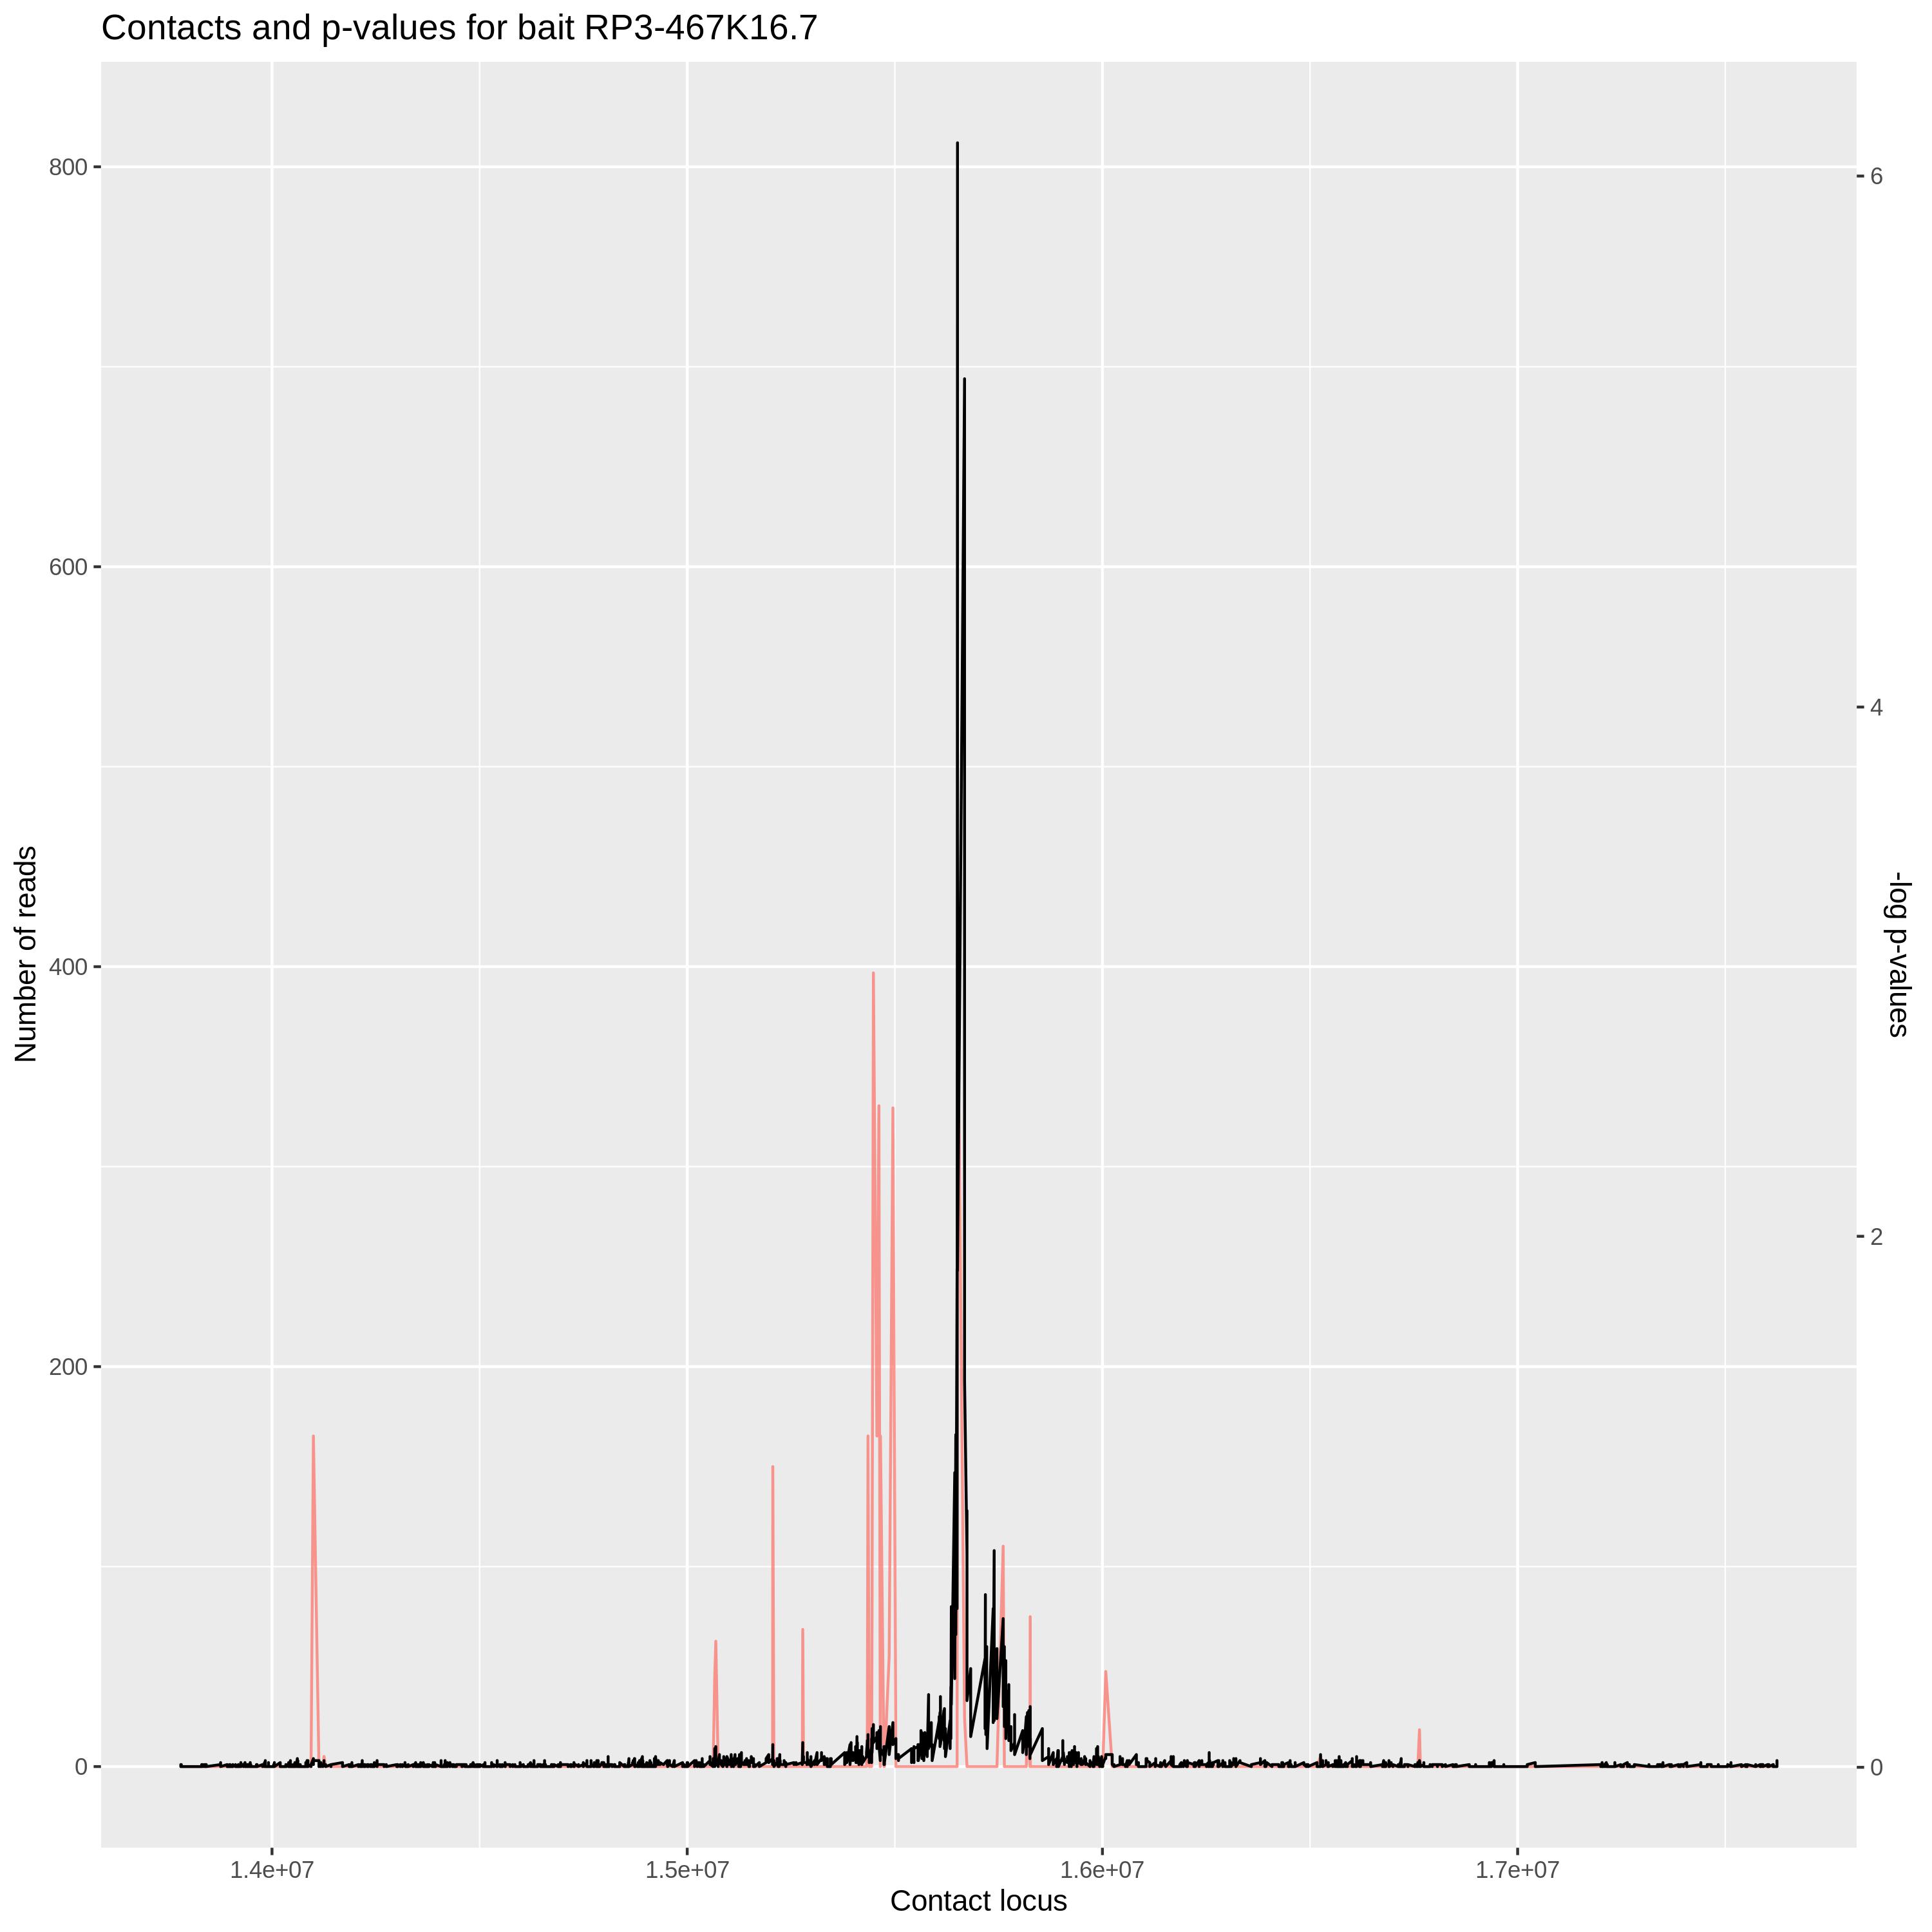 Contacts and p-values for bait RP3-467K16.7
800
600
400
200
0
Number of reads
6
4
2
0
-log p-values
1.4e+07
1.5e+07
1.6e+07
1.7e+07
Contact locus